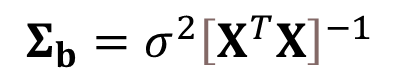 𝚺𝐛 = 𝜎²[𝐗ᵀ𝐗]⁻¹